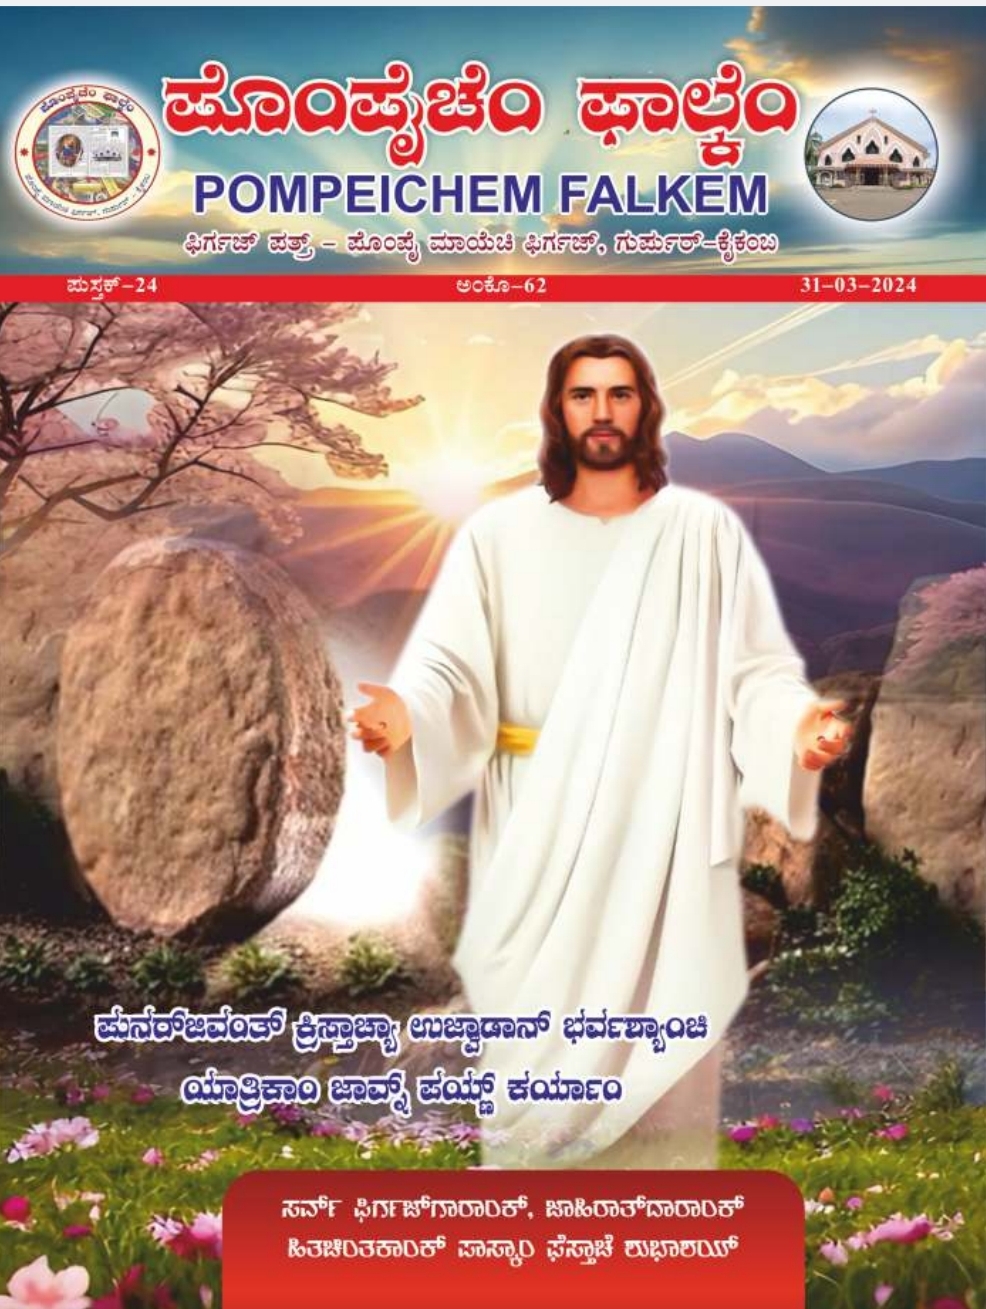 ಪೊಂಪೈಚೆಂ ಫಾಲ್ಕೆಂ
POMPEICHEM FALKEM
ಫಿರ್ಗಜ್ ಪತ್ರ್ - ಪೊಂಪೈ ಮಾಯೆಚಿ ಫಿರ್ಗಜ್, ಗುರ್ಪುರ್-ಕೈಕಂಬ
ಪುಸ್ತಕ್-24 ಅಂಕೊ-62 31-03-2024
ಪುನರ್‌ಜಿವಂತ್ ಕ್ರಿಸ್ತಾಚ್ಯಾ ಉಜ್ವಾಡಾನ್ ಭರ್ವಶ್ಯಾಂಚಿ
ಯಾತ್ರಿಕಾಂ ಜಾವ್ನ್ ಪಯ್ಣ್ ಕರ್ಯಾಂ
ಸರ್ವ್ ಫಿರ್ಗಜ್‌ಗಾರಾಂಕ್, ಜಾಹಿರಾತ್‌ದಾರಾಂಕ್
ಹಿತಚಿಂತಕಾಂಕ್ ಪಾಸ್ಕಾಂ ಫೆಸ್ತಾಚೆ ಶುಭಾಶಯ್